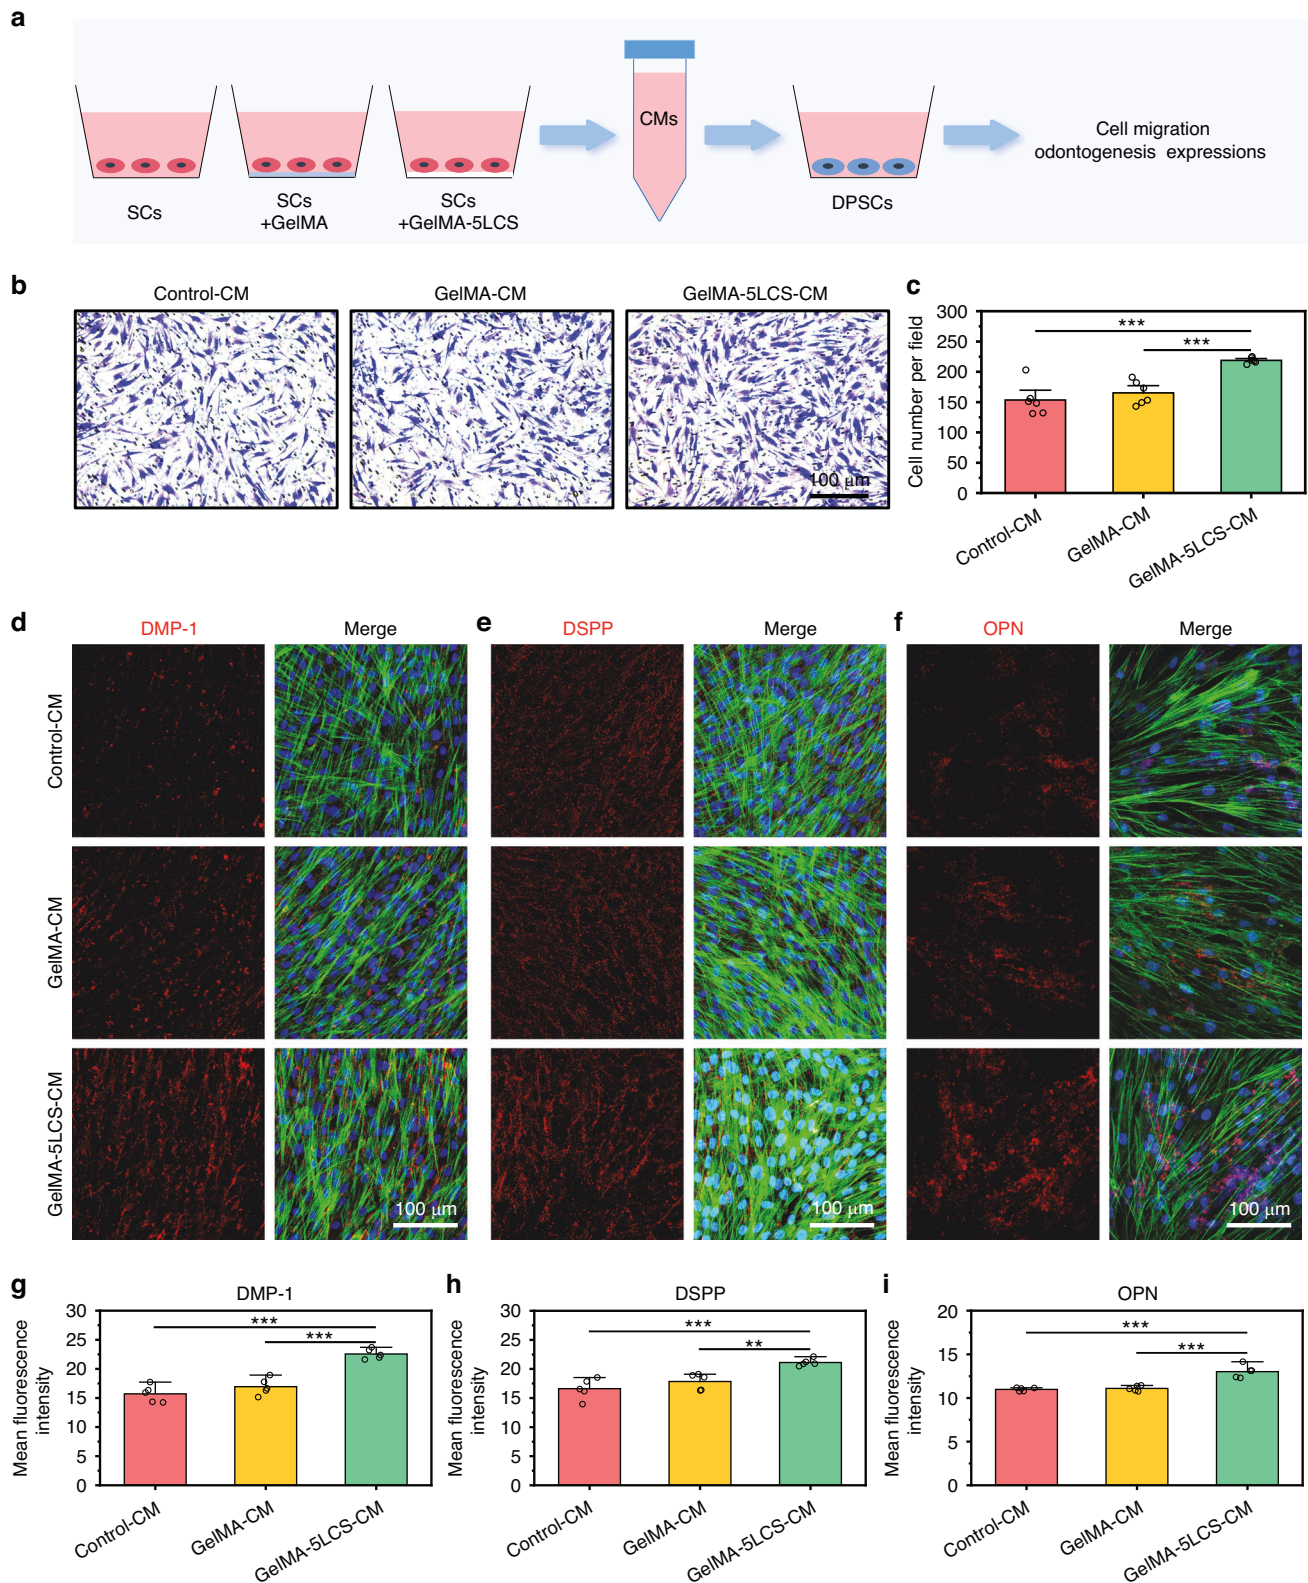 a
SCs
SCs
+GelMA
SCs
+GelMA-5LCS
CMs
DPSCs
Cell migration
odontogenesis expressions
b
Control-CM
GelMA-CM
GelMA-5LCS-CM
100 μm
c
Cell number per field
300
250
200
150
100
50
0
***
***
Control-CM
GelMA-CM
GelMA-5LCS-CM
d
DMP-1
Merge
e
DSPP
Merge
f
OPN
Merge
Control-CM
GelMA-CM
GelMA-5LCS-CM
100 μm
100 μm
100 μm
g
DMP-1
Mean fluorescence
intensity
30
25
20
15
10
5
0
***
***
Control-CM
GelMA-CM
GelMA-5LCS-CM
h
DSPP
Mean fluorescence
intensity
30
25
20
15
10
5
0
***
**
Control-CM
GelMA-CM
GelMA-5LCS-CM
i
OPN
Mean fluorescence
intensity
20
15
10
5
0
***
***
Control-CM
GelMA-CM
GelMA-5LCS-CM